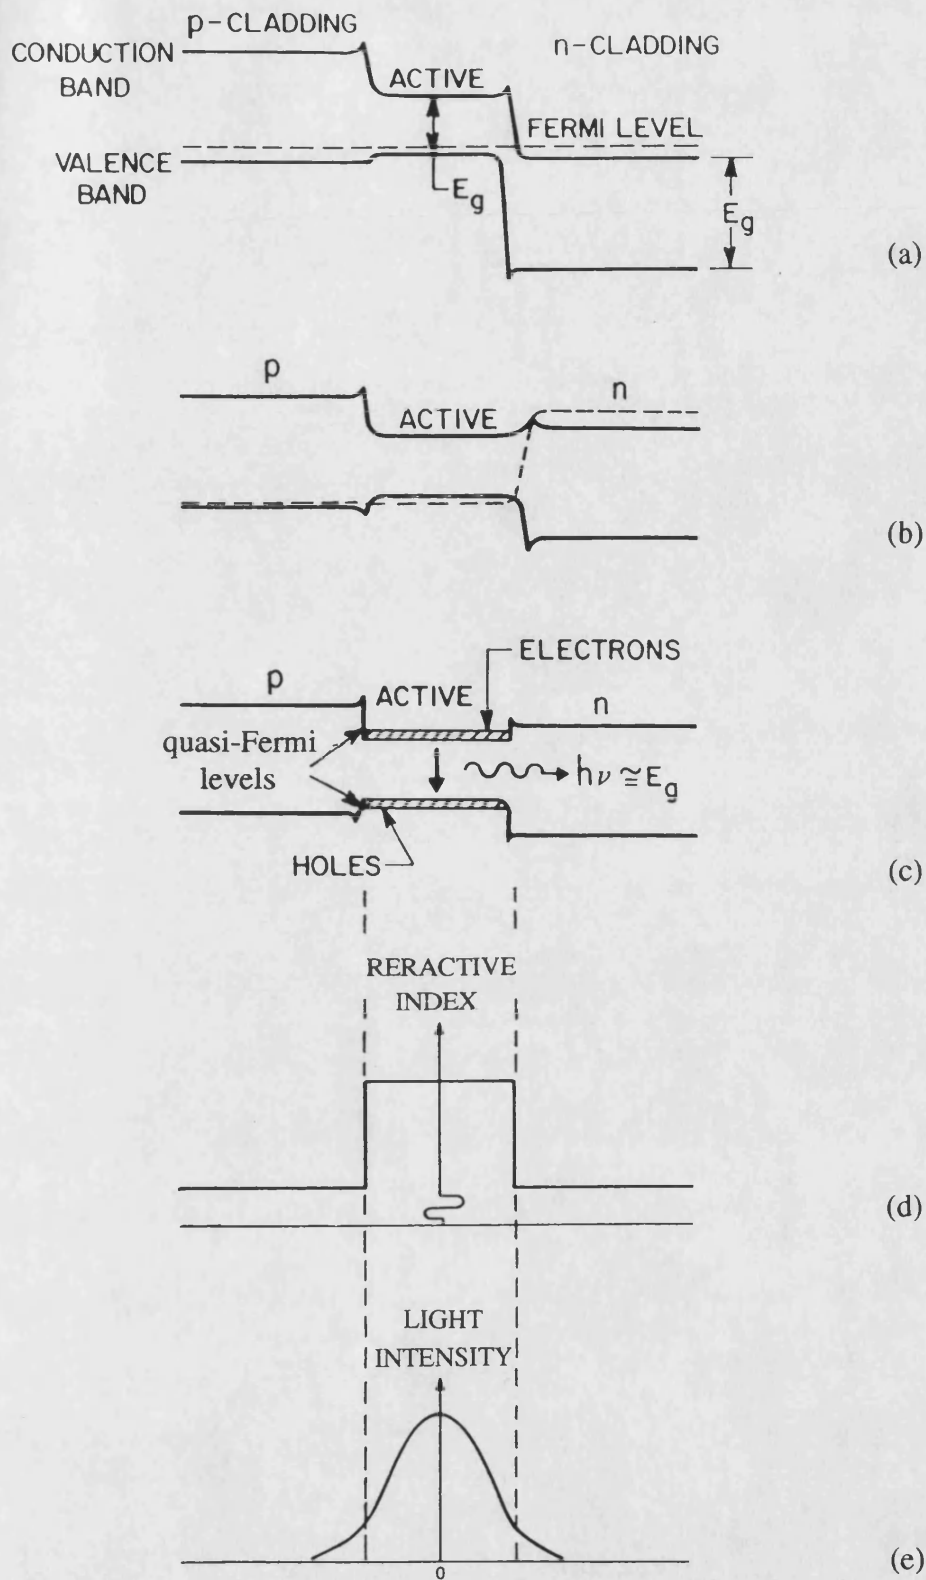 p-CLADDING
n-CLADDING
CONDUCTION
BAND
ACTIVE
FERMI LEVEL
VALENCE
BAND
Eg
Eg
(a)
p
n
ACTIVE
(b)
ELECTRONS
p
ACTIVE
n
quasi-Fermi
levels
hν ≅ Eg
HOLES
(c)
RERACTIVE
INDEX
(d)
LIGHT
INTENSITY
0
(e)